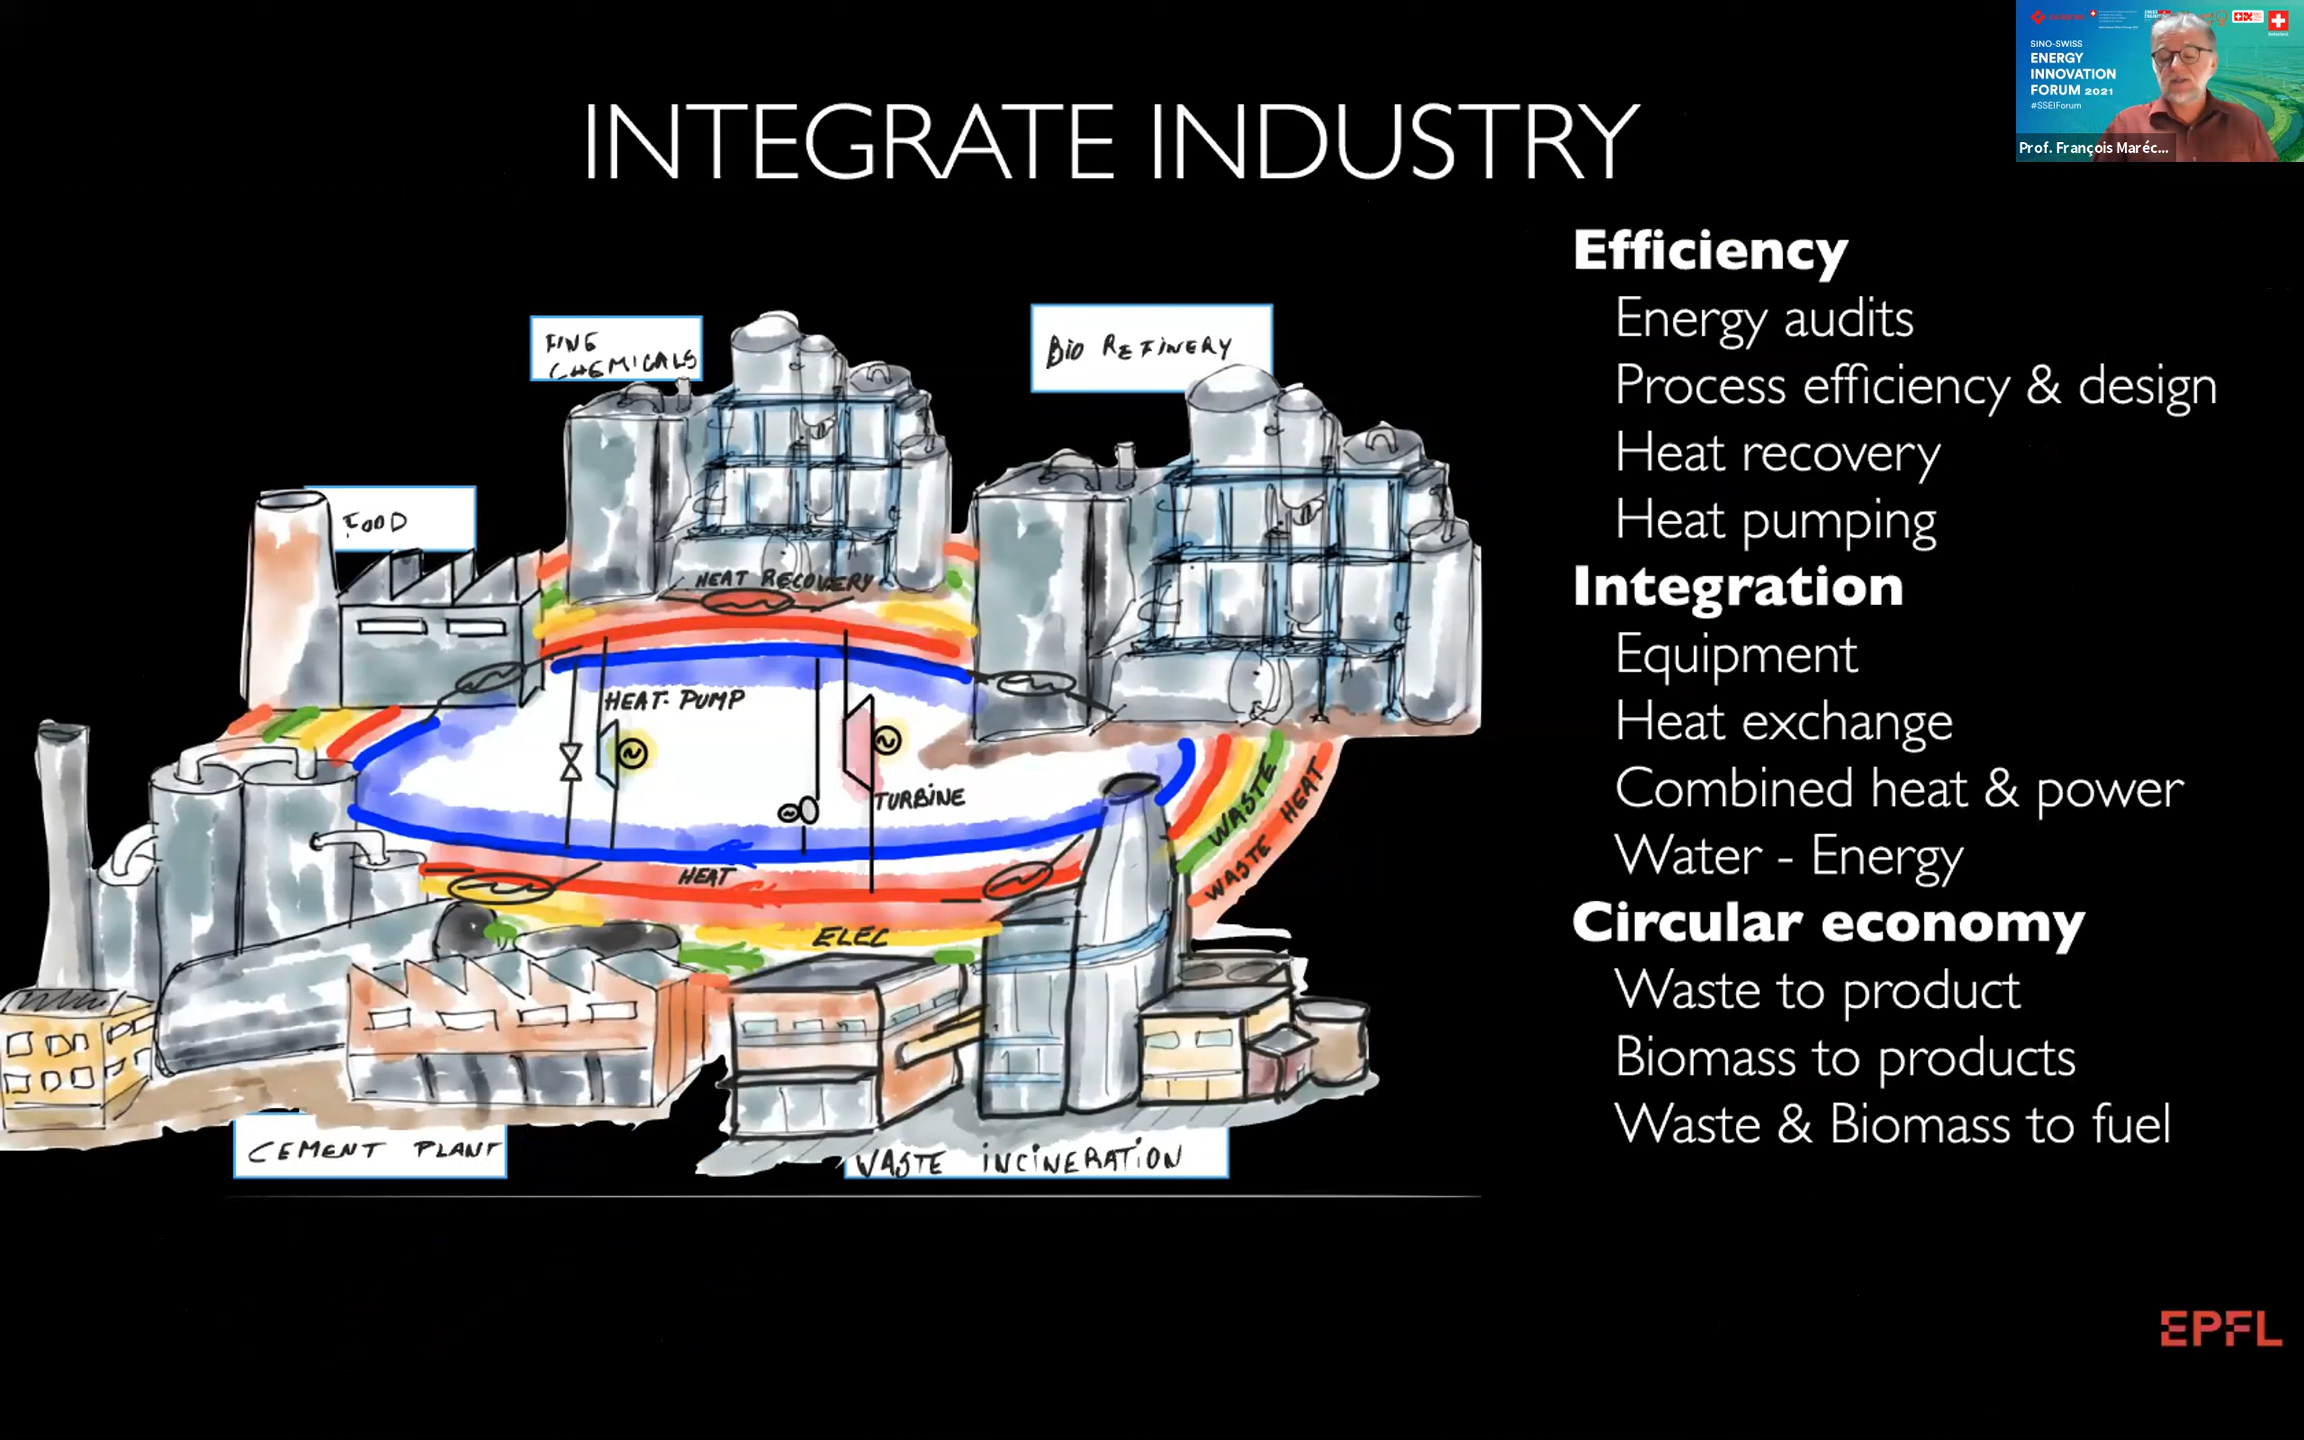 INTEGRATE INDUSTRY
SINO-SWISS
ENERGY
INNOVATION
FORUM 2021
#SSEIForum
Prof. François Maréc...
Efficiency
Energy audits
Process efficiency & design
Heat recovery
Heat pumping
Integration
Equipment
Heat exchange
Combined heat & power
Water - Energy
Circular economy
Waste to product
Biomass to products
Waste & Biomass to fuel
FINE
CHEMICALS
BIO REFINERY
FOOD
HEAT RECOVERY
HEAT-PUMP
TURBINE
WASTE
WASTE HEAT
HEAT
ELEC
CEMENT PLANT
WASTE INCINERATION
EPFL